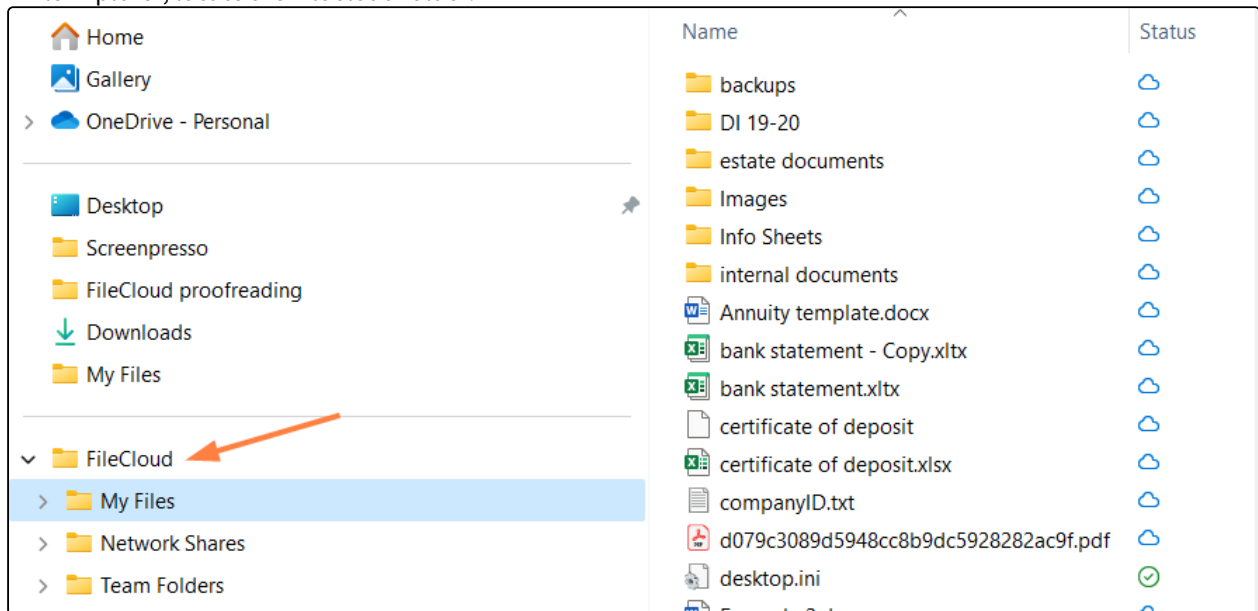 Home
Gallery
OneDrive - Personal
Desktop
Screenpresso
FileCloud proofreading
Downloads
My Files
FileCloud
My Files
Network Shares
Team Folders
Name
Status
backups
DI 19-20
estate documents
Images
Info Sheets
internal documents
Annuity template.docx
bank statement - Copy.xltx
bank statement.xltx
certificate of deposit
certificate of deposit.xlsx
companyID.txt
d079c3089d5948cc8b9dc5928282ac9f.pdf
desktop.ini